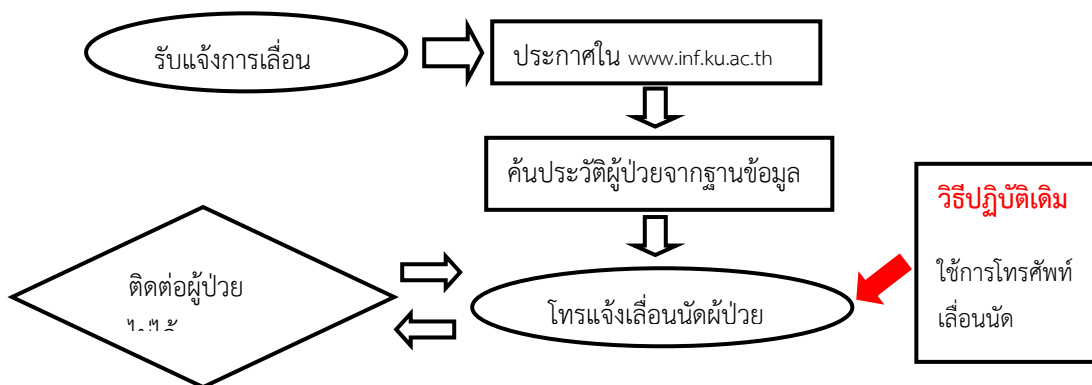 รับแจ้งการเลื่อน
ประกาศใน www.inf.ku.ac.th
ค้นประวัติผู้ป่วยจากฐานข้อมูล
วิธีปฏิบัติเดิม
ใช้การโทรศัพท์
เลื่อนนัด
ติดต่อผู้ป่วย
โทรแจ้งเลื่อนนัดผู้ป่วย